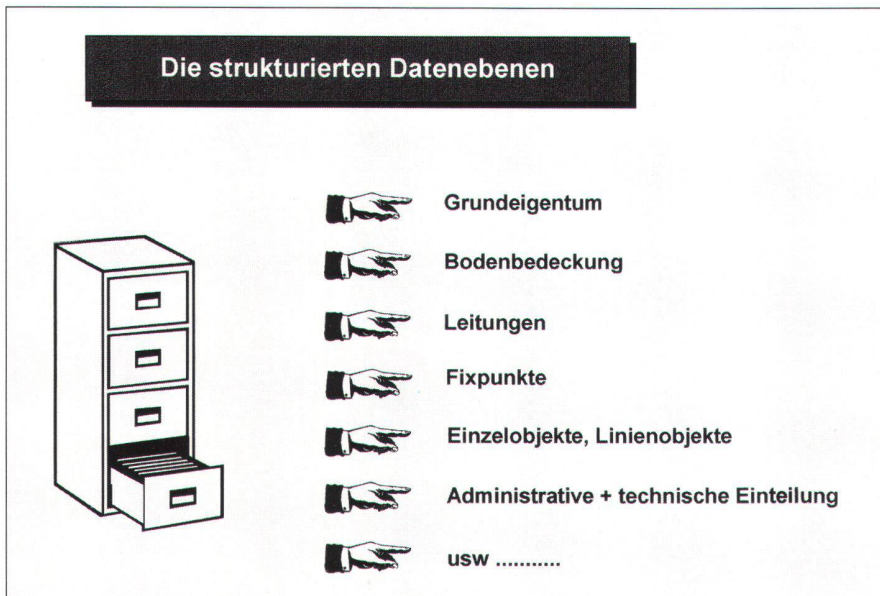 Die strukturierten Datenebenen
Grundeigentum
Bodenbedeckung
Leitungen
Fixpunkte
Einzelobjekte, Linienobjekte
Administrative + technische Einteilung
usw ...........